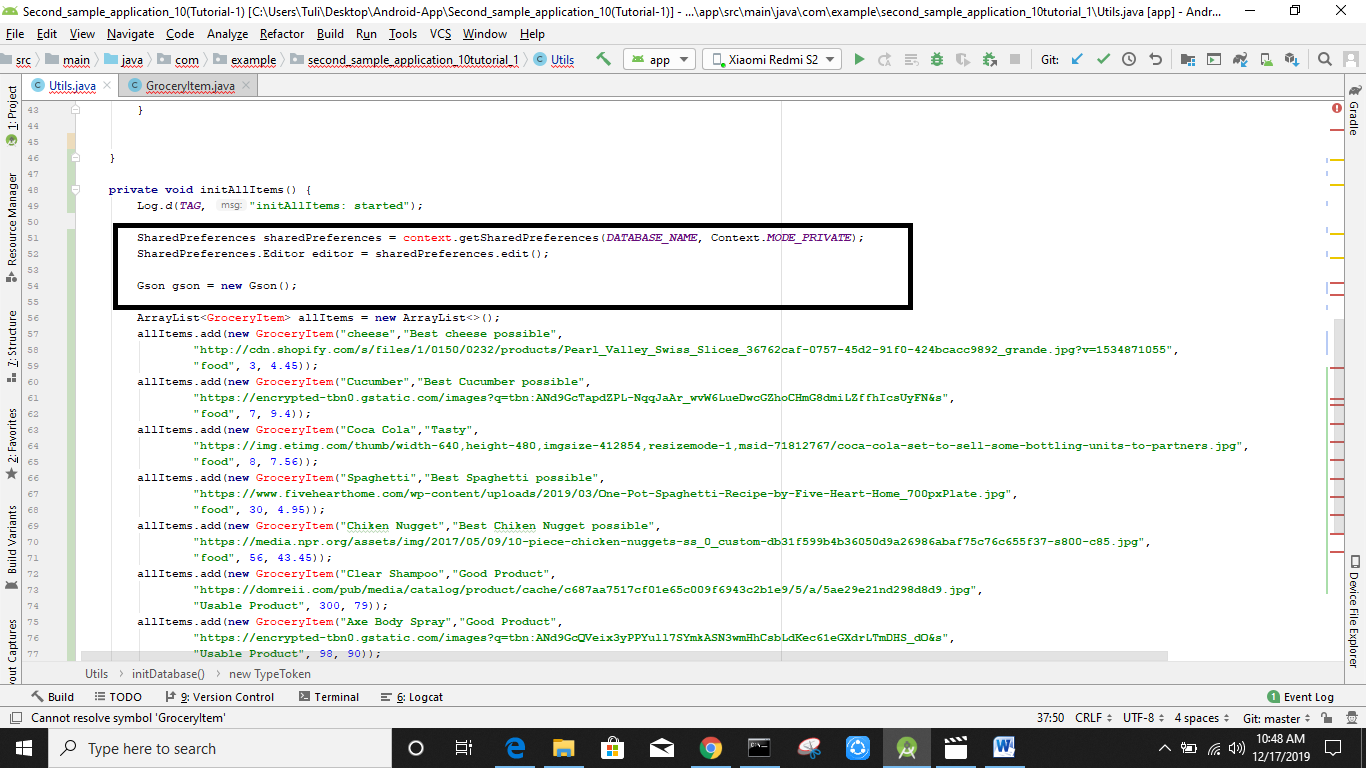 Second_sample_application_10(Tutorial-1) [C:\Users\Tuli\Desktop\Android-App\Second_sample_application_10(Tutorial-1)] - ...\app\src\main\java\com\example\second_sample_application_10tutorial_1\Utils.java [app] - Andr...
File Edit View Navigate Code Analyze Refactor Build Run Tools VCS Window Help
src main java com example second_sample_application_10tutorial_1 Utils app Xiaomi Redmi S2 Git:
Utils.java GroceryItem.java
1: Project
Resource Manager
7: Structure
2: Favorites
Build Variants
yout Captures
Gradle
Device File Explorer
43 }
44
45
46 }
47
48 private void initAllItems() {
49 Log.d(TAG, msg: "initAllItems: started");
50
51 SharedPreferences sharedPreferences = context.getSharedPreferences(DATABASE_NAME, Context.MODE_PRIVATE);
52 SharedPreferences.Editor editor = sharedPreferences.edit();
53
54 Gson gson = new Gson();
55
56 ArrayList<GroceryItem> allItems = new ArrayList<>();
57 allItems.add(new GroceryItem("cheese","Best cheese possible",
58 "http://cdn.shopify.com/s/files/1/0150/0232/products/Pearl_Valley_Swiss_Slices_36762caf-0757-45d2-91f0-424bcacc9892_grande.jpg?v=1534871055",
59 "food", 3, 4.45));
60 allItems.add(new GroceryItem("Cucumber","Best Cucumber possible",
61 "https://encrypted-tbn0.gstatic.com/images?q=tbn:ANd9GcTapdZPL-NqqJaAr_wvW6LueDwcGZhoCHmG8dmiLZffhIcsUyFN&s",
62 "food", 7, 9.4));
63 allItems.add(new GroceryItem("Coca Cola","Tasty",
64 "https://img.etimg.com/thumb/width-640,height-480,imgsize-412854,resizemode-1,msid-71812767/coca-cola-set-to-sell-some-bottling-units-to-partners.jpg",
65 "food", 8, 7.56));
66 allItems.add(new GroceryItem("Spaghetti","Best Spaghetti possible",
67 "https://www.fivehearthome.com/wp-content/uploads/2019/03/One-Pot-Spaghetti-Recipe-by-Five-Heart-Home_700pxPlate.jpg",
68 "food", 30, 4.95));
69 allItems.add(new GroceryItem("Chiken Nugget","Best Chiken Nugget possible",
70 "https://media.npr.org/assets/img/2017/05/09/10-piece-chicken-nuggets-ss_0_custom-db31f599b4b36050d9a26986abaf75c76c655f37-s800-c85.jpg",
71 "food", 56, 43.45));
72 allItems.add(new GroceryItem("Clear Shampoo","Good Product",
73 "https://domreii.com/pub/media/catalog/product/cache/c687aa7517cf01e65c009f6943c2b1e9/5/a/5ae29e21nd298d8d9.jpg",
74 "Usable Product", 300, 79));
75 allItems.add(new GroceryItem("Axe Body Spray","Good Product",
76 "https://encrypted-tbn0.gstatic.com/images?q=tbn:ANd9GcQVeix3yPPYull7SYmkASN3wmHhCsbLdKec61eGXdrLTmDHS_dO&s",
77 "Usable Product", 98, 90));
Utils initDatabase() new TypeToken
Build TODO 9: Version Control Terminal 6: Logcat 1 Event Log
Cannot resolve symbol 'GroceryItem' 37:50 CRLF UTF-8 4 spaces Git: master
Type here to search
10:48 AM
12/17/2019